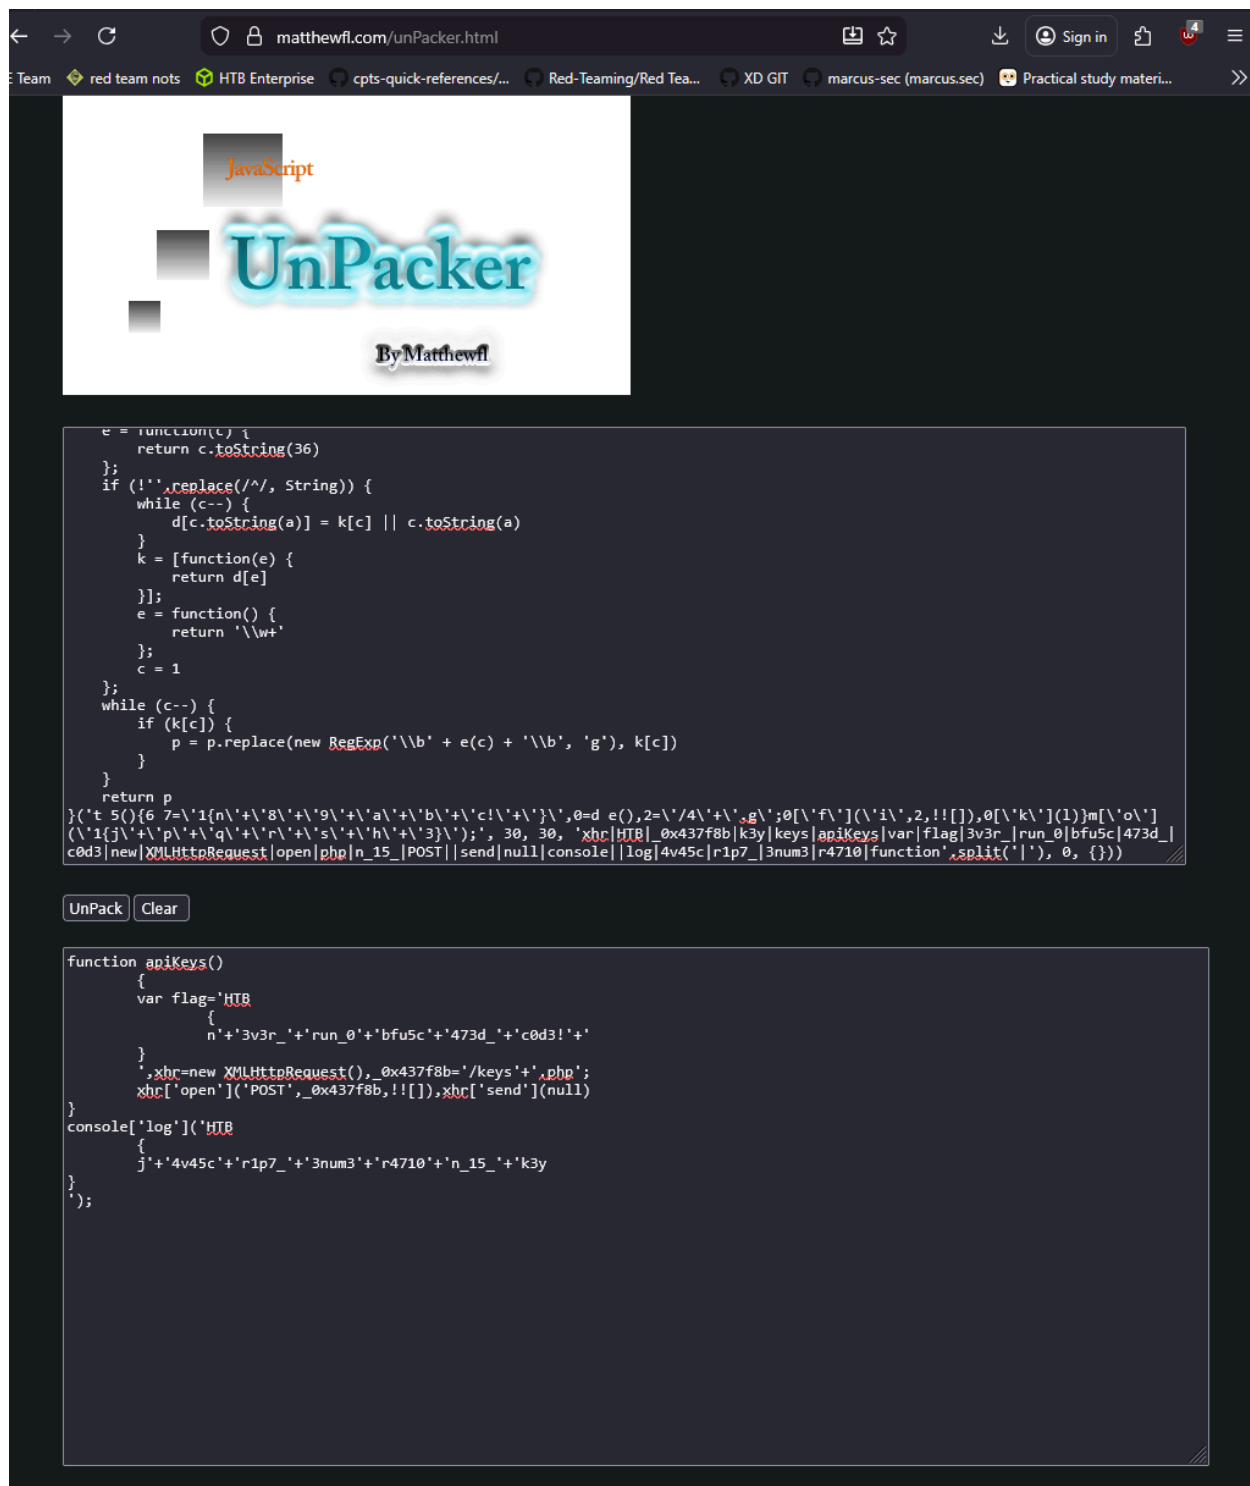 matthewfl.com/unPacker.html
Sign in
4
E Team
red team nots
HTB Enterprise
cpts-quick-references/...
Red-Teaming/Red Tea...
XD GIT
marcus-sec (marcus.sec)
Practical study materi...
JavaScript
UnPacker
By Matthewfl
    e = function(c) {
        return c.toString(36)
    };
    if (!''.replace(/^/, String)) {
        while (c--) {
            d[c.toString(a)] = k[c] || c.toString(a)
        }
        k = [function(e) {
            return d[e]
        }];
        e = function() {
            return '\\w+'
        };
        c = 1
    };
    while (c--) {
        if (k[c]) {
            p = p.replace(new RegExp('\\b' + e(c) + '\\b', 'g'), k[c])
        }
    }
    return p
}('t 5(){6 7=\'1{n\'+\'8\'+\'9\'+\'a\'+\'b\'+\'c!\'+\'}\',0=d e(),2=\'/4\'+\'.g\';0[\'f\'](\'i\',2,!![]),0[\'k\'](l)}m[\'o\']
(\'1{j\'+\'p\'+\'q\'+\'r\'+\'s\'+\'h\'+\'3}\');', 30, 30, 'xhr|HTB|_0x437f8b|k3y|keys|apiKeys|var|flag|3v3r_|run_0|bfu5c|473d_|
c0d3|new|XMLHttpRequest|open|php|n_15_|POST||send|null|console||log|4v45c|r1p7_|3num3|r4710|function'.split('|'), 0, {}))
UnPack
Clear
function apiKeys()
        {
        var flag='HTB
                {
                n'+'3v3r_'+'run_0'+'bfu5c'+'473d_'+'c0d3!'+'
        }
        ',xhr=new XMLHttpRequest(),_0x437f8b='/keys'+'.php';
        xhr['open']('POST',_0x437f8b,!![]),xhr['send'](null)
}
console['log']('HTB
        {
        j'+'4v45c'+'r1p7_'+'3num3'+'r4710'+'n_15_'+'k3y
}
');